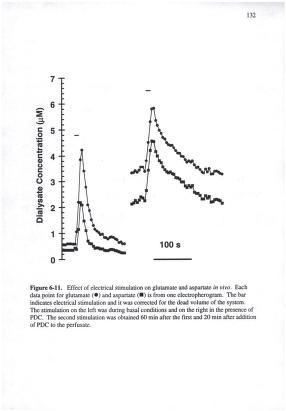 132
7
6
5
4
3
2
1
0
Dialysate Concentration (µM)
100 s
Figure 6-11. Effect of electrical stimulation on glutamate and aspartate in vivo. Each
data point for glutamate (●) and aspartate (■) is from one electropherogram. The bar
indicates electrical stimulation and it was corrected for the dead volume of the system.
The stimulation on the left was during basal conditions and on the right in the presence of
PDC. The second stimulation was obtained 60 min after the first and 20 min after addition
of PDC to the perfusate.